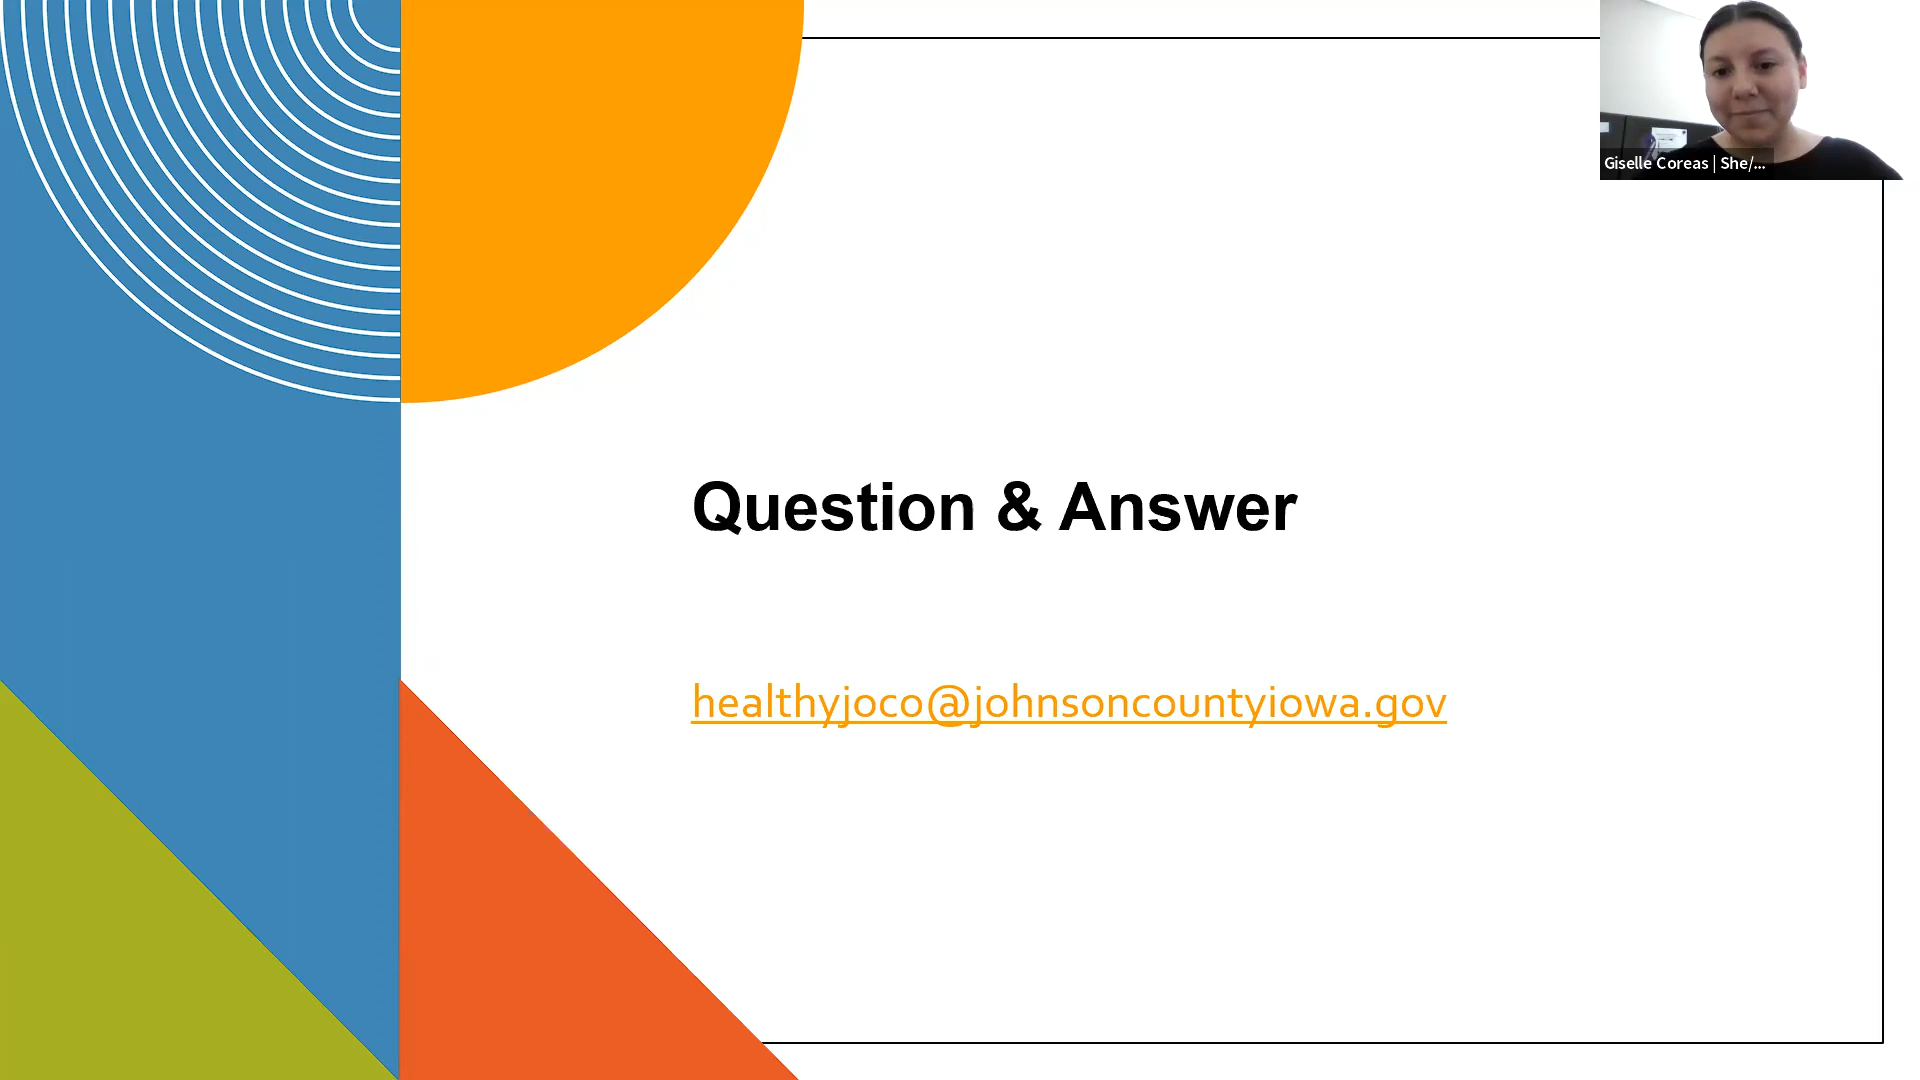 Giselle Coreas | She/...
Question & Answer
healthyjoco@johnsoncountyiowa.gov